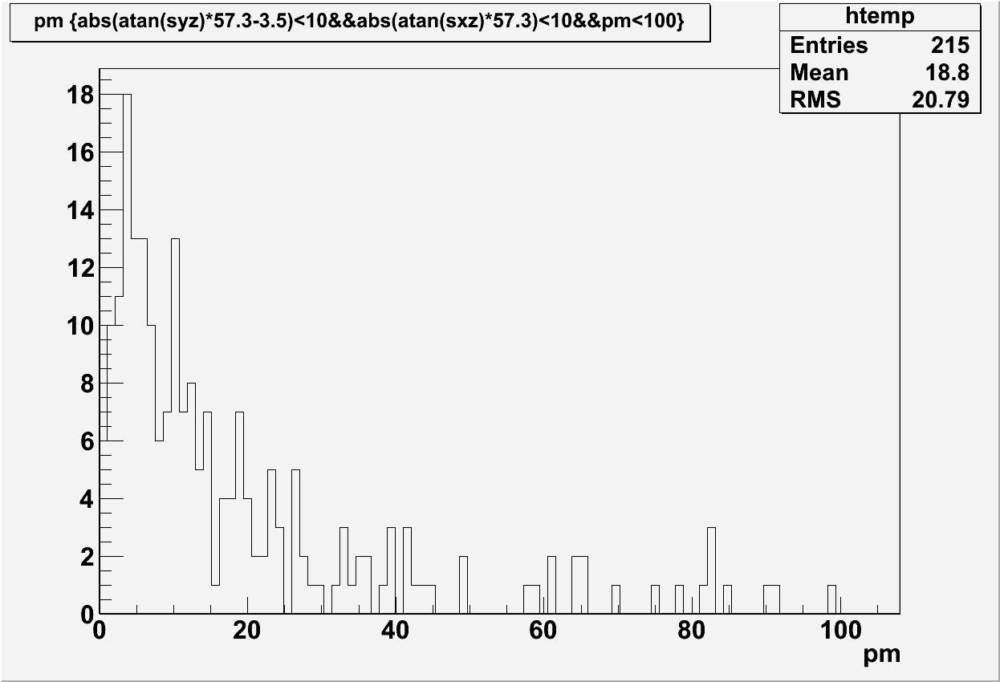 pm {abs(atan(syz)*57.3-3.5)<10&&abs(atan(sxz)*57.3)<10&&pm<100}
htemp
Entries 215
Mean 18.8
RMS 20.79
18
16
14
12
10
8
6
4
2
0
0 20 40 60 80 100
pm